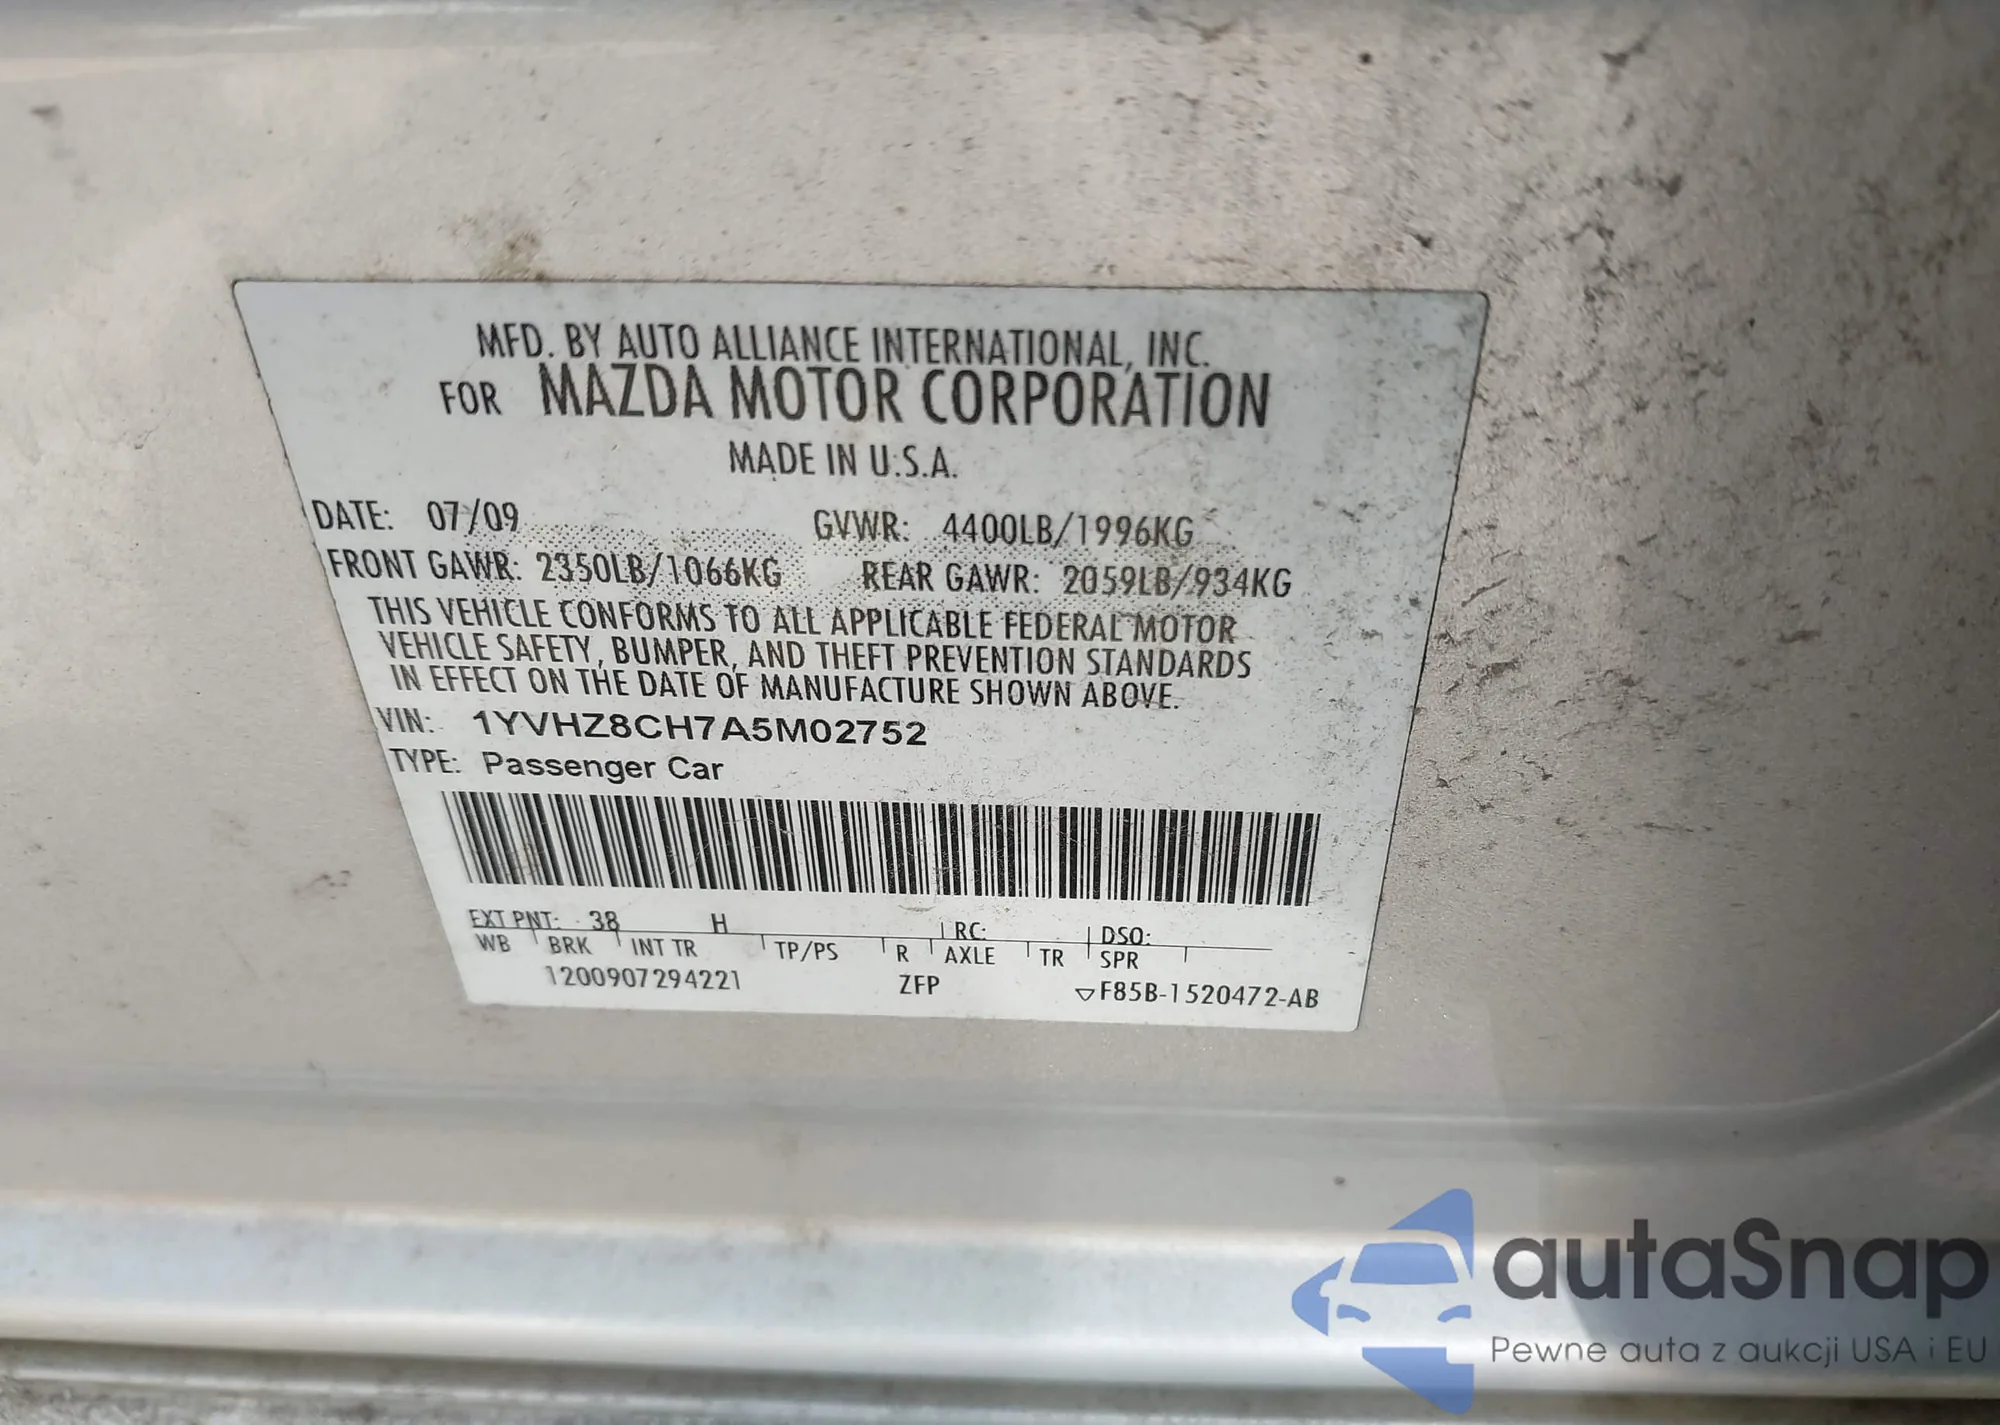 MFD. BY AUTO ALLIANCE INTERNATIONAL, INC.
FOR MAZDA MOTOR CORPORATION
MADE IN U.S.A.
DATE: 07/09 GVWR: 4400LB/1996KG
FRONT GAWR: 2350LB/1066KG REAR GAWR: 2059LB/934KG
THIS VEHICLE CONFORMS TO ALL APPLICABLE FEDERAL MOTOR
VEHICLE SAFETY, BUMPER, AND THEFT PREVENTION STANDARDS
IN EFFECT ON THE DATE OF MANUFACTURE SHOWN ABOVE.
VIN: 1YVHZ8CH7A5M02752
TYPE: Passenger Car
EXT PNT: 38 H RC: DSO:
WB BRK INT TR TP/PS R AXLE TR SPR
1200907294221 ZFP F85B-1520472-AB
autaSnap
Pewne auta z aukcji USA i EU